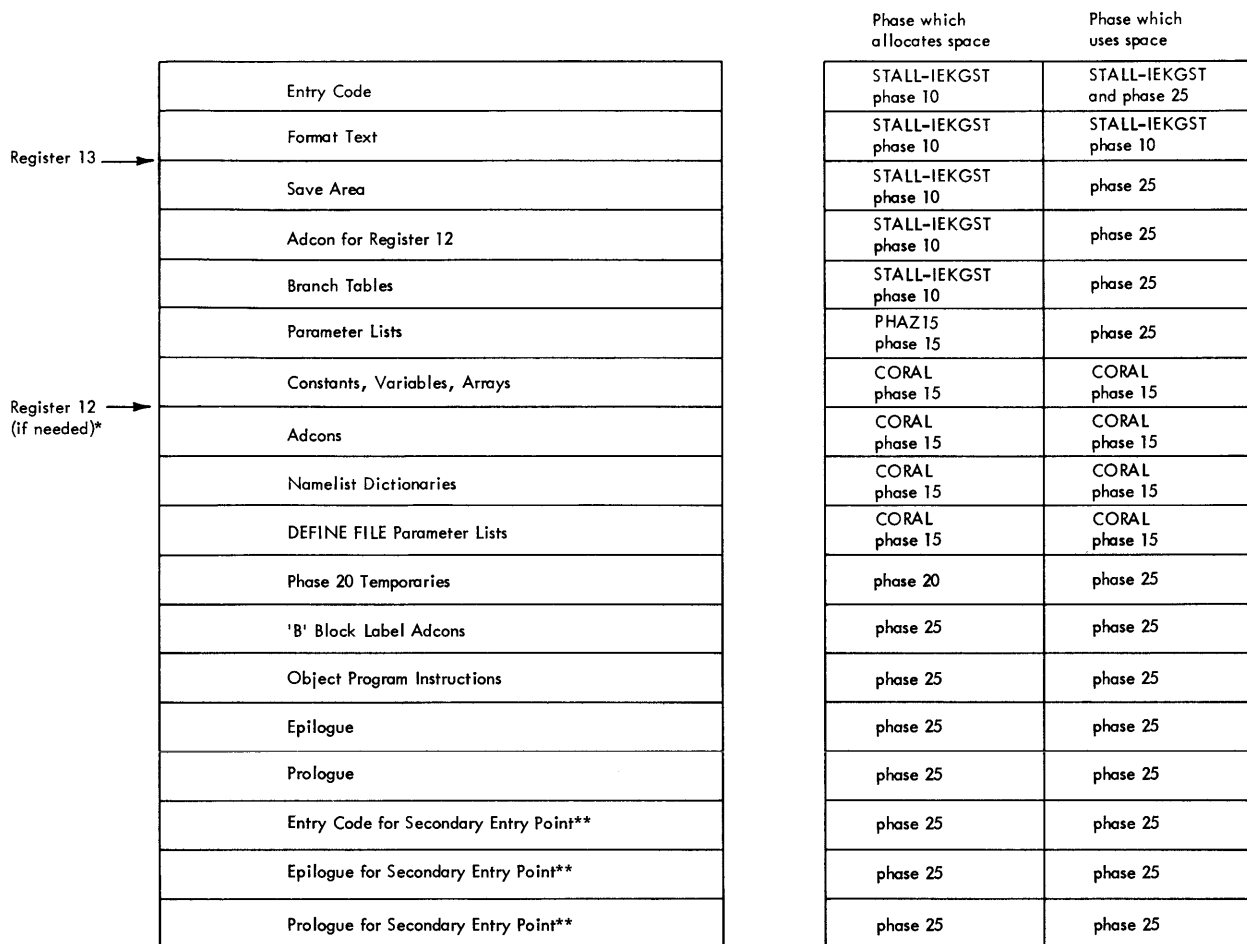 Phase which
allocates space
Phase which
uses space
Entry Code
STALL-IEKGST
phase 10
STALL-IEKGST
and phase 25
Format Text
STALL-IEKGST
phase 10
STALL-IEKGST
phase 10
Register 13
Save Area
STALL-IEKGST
phase 10
phase 25
Adcon for Register 12
STALL-IEKGST
phase 10
phase 25
Branch Tables
STALL-IEKGST
phase 10
phase 25
Parameter Lists
PHAZ15
phase 15
phase 25
Constants, Variables, Arrays
CORAL
phase 15
CORAL
phase 15
Register 12
(if needed)*
Adcons
CORAL
phase 15
CORAL
phase 15
Namelist Dictionaries
CORAL
phase 15
CORAL
phase 15
DEFINE FILE Parameter Lists
CORAL
phase 15
CORAL
phase 15
Phase 20 Temporaries
phase 20
phase 25
'B' Block Label Adcons
phase 25
phase 25
Object Program Instructions
phase 25
phase 25
Epilogue
phase 25
phase 25
Prologue
phase 25
phase 25
Entry Code for Secondary Entry Point**
phase 25
phase 25
Epilogue for Secondary Entry Point**
phase 25
phase 25
Prologue for Secondary Entry Point**
phase 25
phase 25